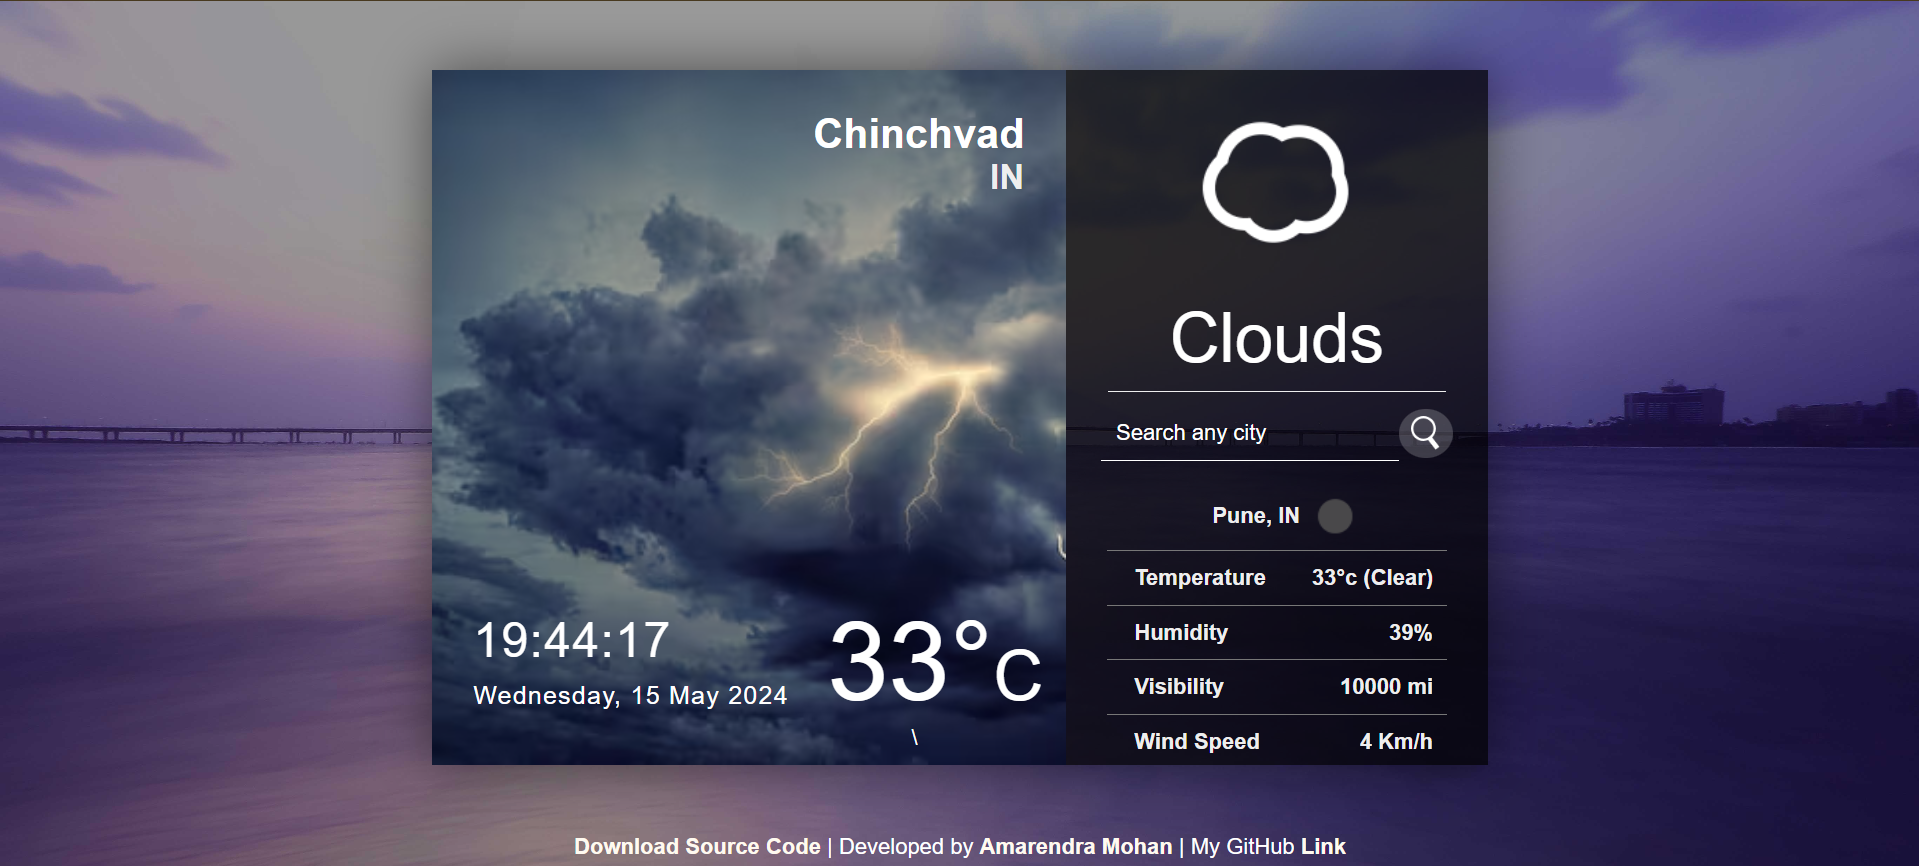 Chinchvad
IN
19:44:17
Wednesday, 15 May 2024
33°C
\
Clouds
Search any city
Pune, IN
Temperature 33°c (Clear)
Humidity 39%
Visibility 10000 mi
Wind Speed 4 Km/h
Download Source Code | Developed by Amarendra Mohan | My GitHub Link